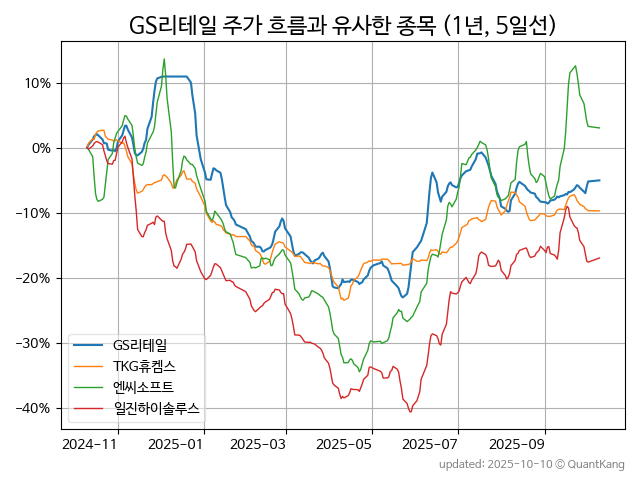 GS리테일 주가 흐름과 유사한 종목 (1년, 5일선)
10%
0%
−10%
−20%
−30%
−40%
GS리테일
TKG휴켐스
엔씨소프트
일진하이솔루스
2024−11
2025−01
2025−03
2025−05
2025−07
2025−09
updated: 2025-10-10 © QuantKang